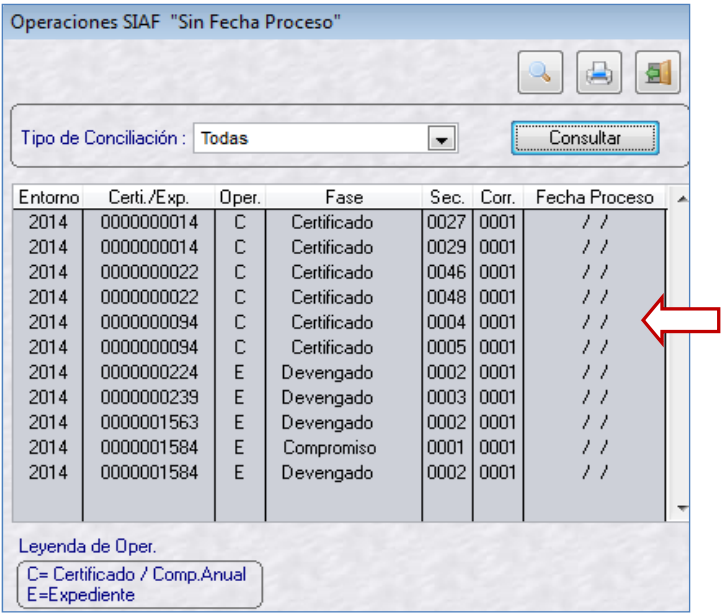 Operaciones SIAF "Sin Fecha Proceso"
Tipo de Conciliación : Todas Consultar
Entorno Certi./Exp. Oper. Fase Sec. Corr. Fecha Proceso
2014 0000000014 C Certificado 0027 0001 / /
2014 0000000014 C Certificado 0029 0001 / /
2014 0000000022 C Certificado 0046 0001 / /
2014 0000000022 C Certificado 0048 0001 / /
2014 0000000094 C Certificado 0004 0001 / /
2014 0000000094 C Certificado 0005 0001 / /
2014 0000000224 E Devengado 0002 0001 / /
2014 0000000239 E Devengado 0003 0001 / /
2014 0000001563 E Devengado 0002 0001 / /
2014 0000001584 E Compromiso 0001 0001 / /
2014 0000001584 E Devengado 0002 0001 / /
Leyenda de Oper.
C= Certificado / Comp.Anual
E=Expediente